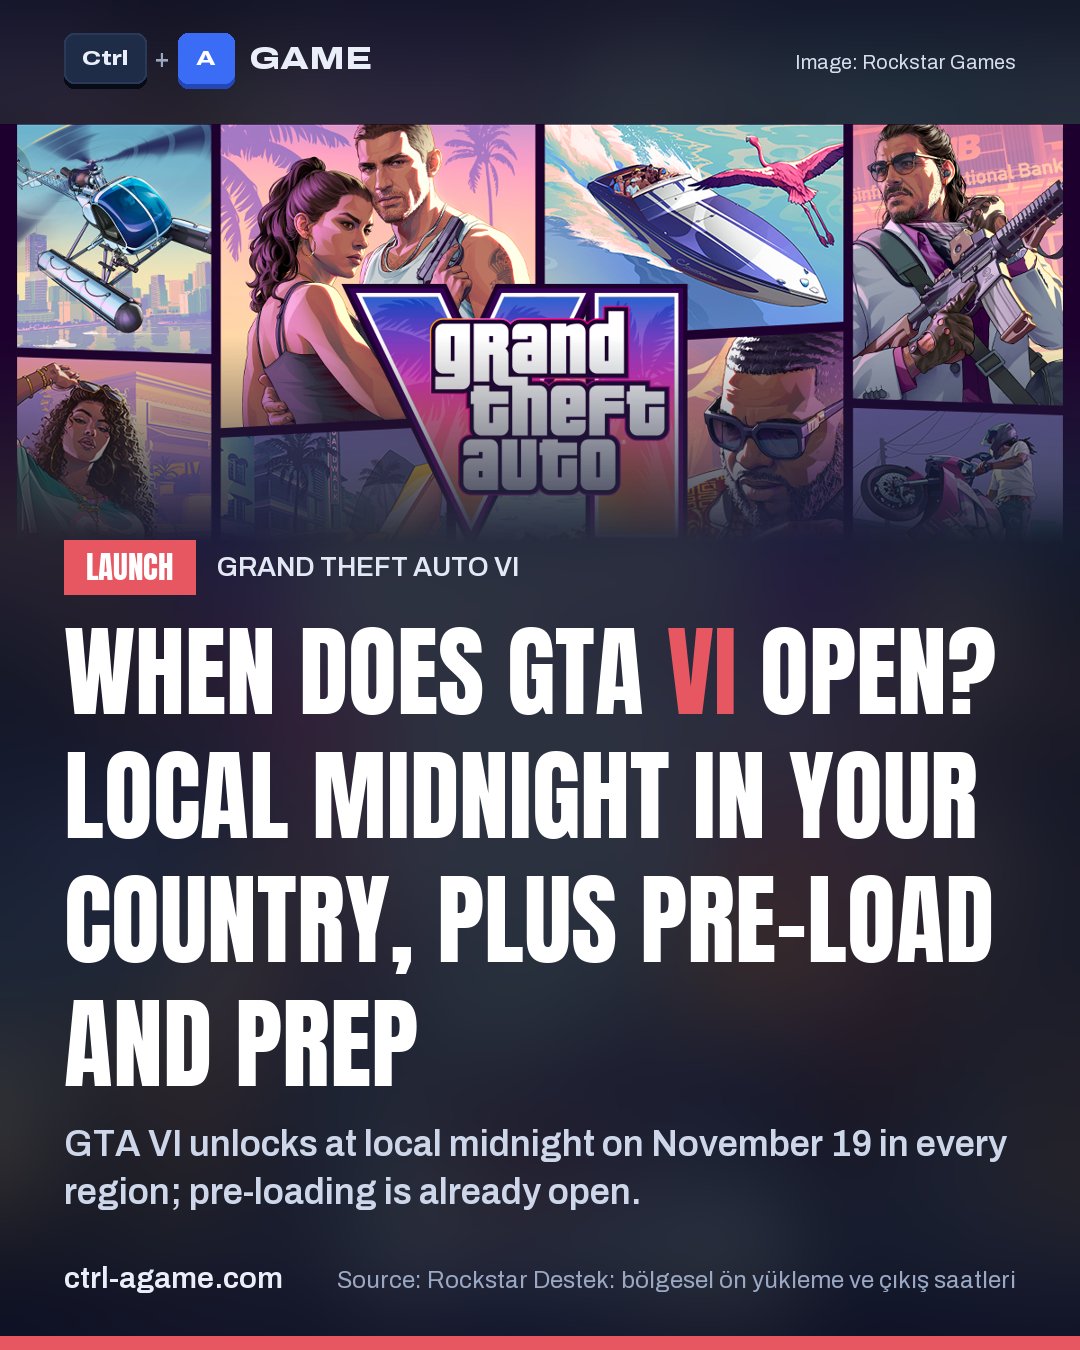 Ctrl + A GAME
Image: Rockstar Games
tional Bank
VI
grand
theft
auto
LAUNCH GRAND THEFT AUTO VI
WHEN DOES GTA VI OPEN?
LOCAL MIDNIGHT IN YOUR
COUNTRY, PLUS PRE-LOAD
AND PREP
GTA VI unlocks at local midnight on November 19 in every
region; pre-loading is already open.
ctrl-agame.com
Source: Rockstar Destek: bölgesel ön yükleme ve çıkış saatleri